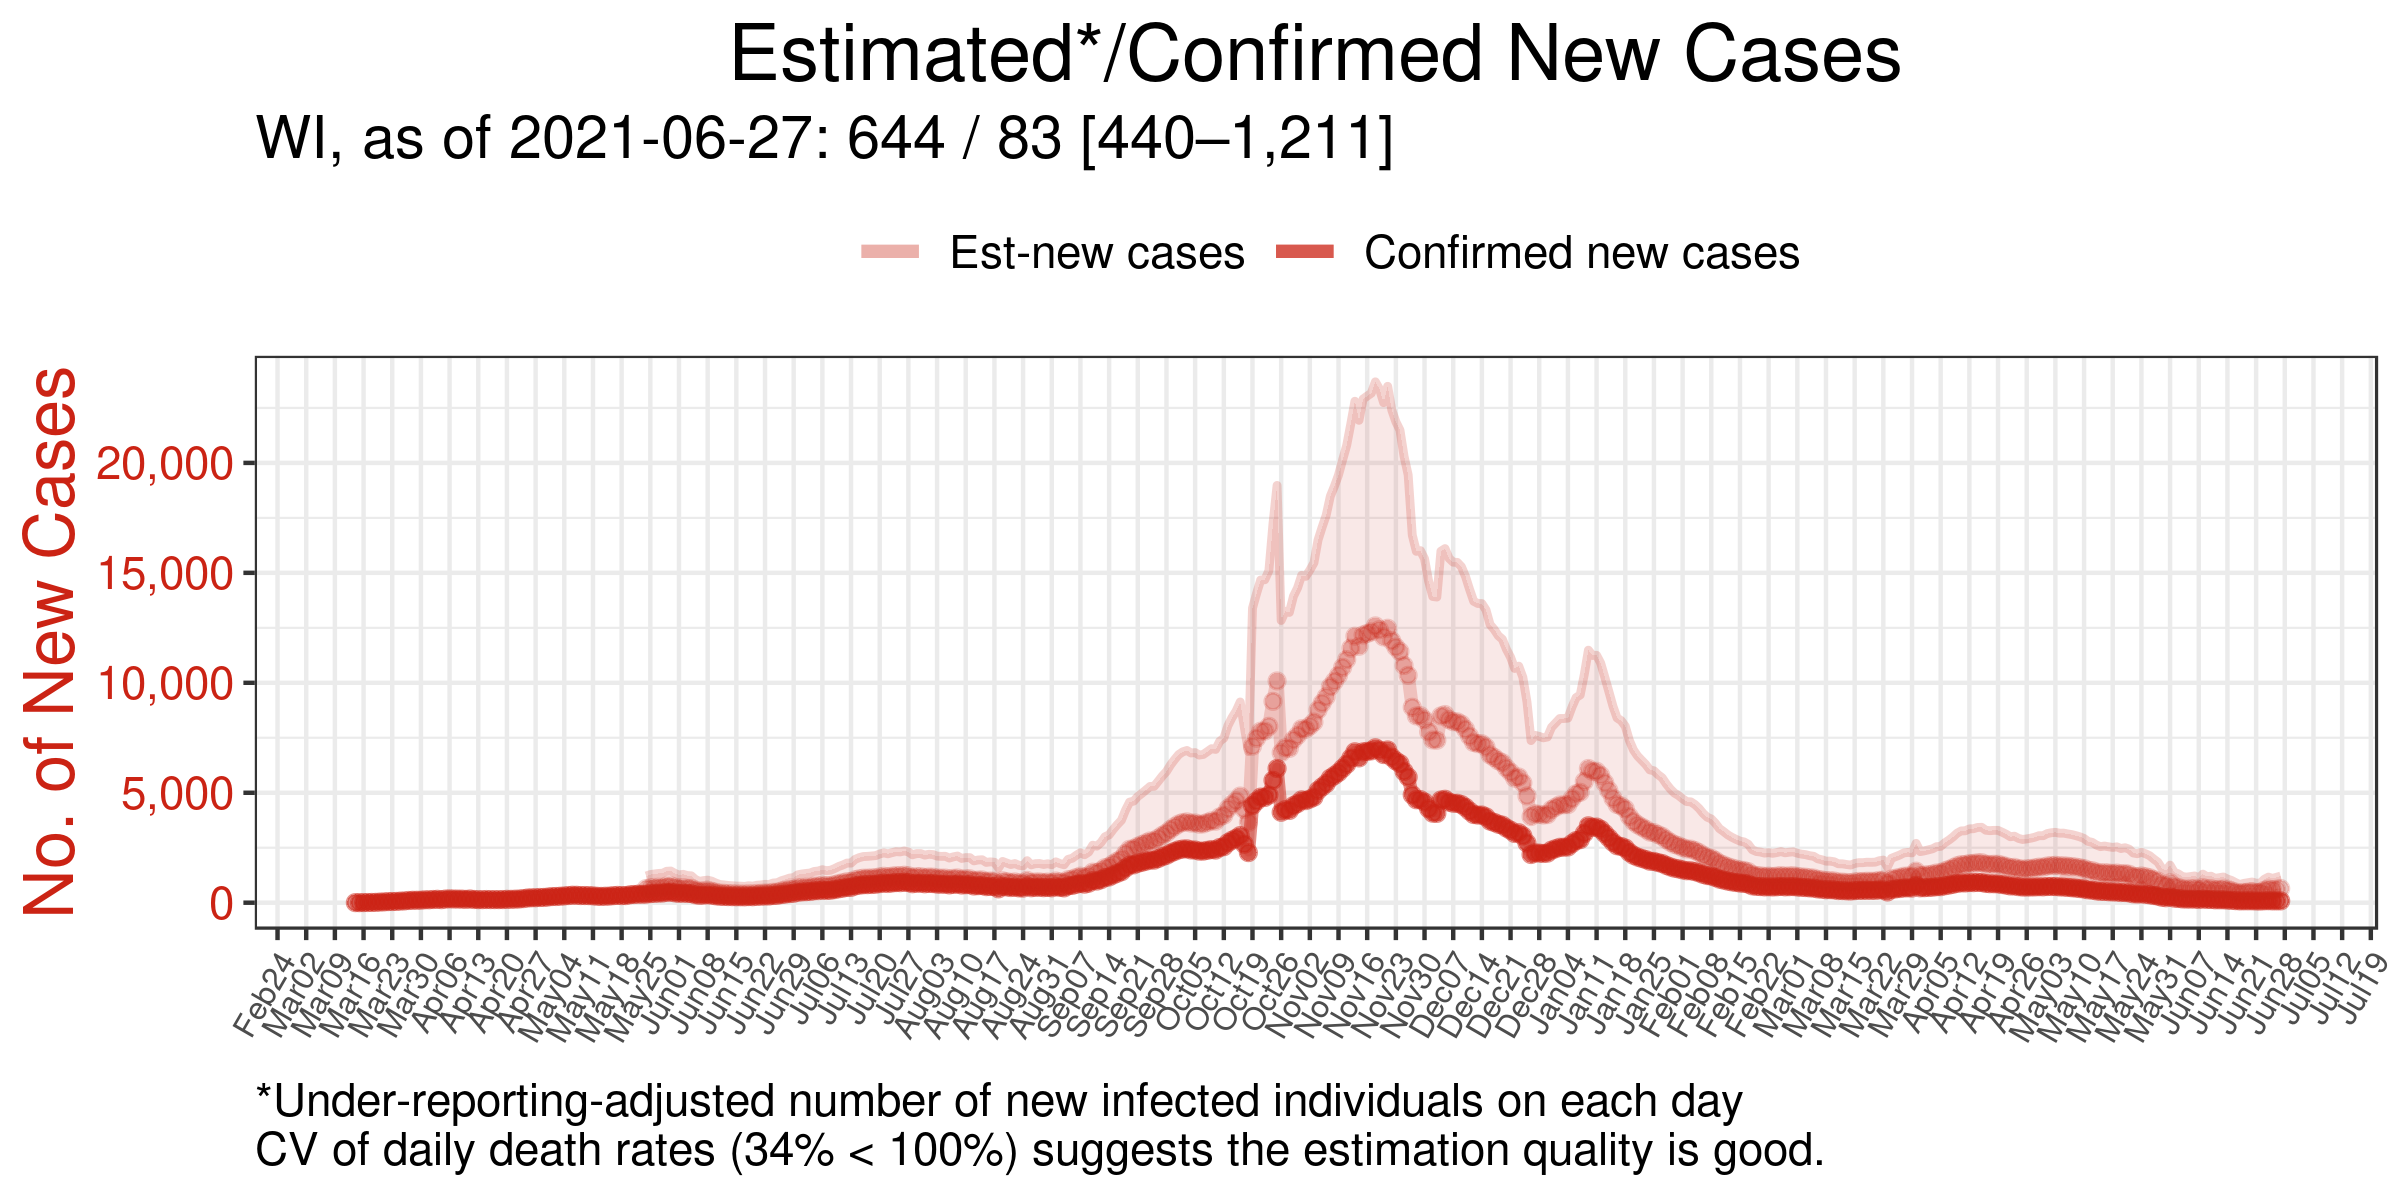 Estimated*/Confirmed New Cases
WI, as of 2021-06-27: 644 / 83 [440–1,211]
Est-new cases
Confirmed new cases
No. of New Cases
20,000
15,000
10,000
5,000
0
Feb24
Mar02
Mar09
Mar16
Mar23
Mar30
Apr06
Apr13
Apr20
Apr27
May04
May11
May18
May25
Jun01
Jun08
Jun15
Jun22
Jun29
Jul06
Jul13
Jul20
Jul27
Aug03
Aug10
Aug17
Aug24
Aug31
Sep07
Sep14
Sep21
Sep28
Oct05
Oct12
Oct19
Oct26
Nov02
Nov09
Nov16
Nov23
Nov30
Dec07
Dec14
Dec21
Dec28
Jan04
Jan11
Jan18
Jan25
Feb01
Feb08
Feb15
Feb22
Mar01
Mar08
Mar15
Mar22
Mar29
Apr05
Apr12
Apr19
Apr26
May03
May10
May17
May24
May31
Jun07
Jun14
Jun21
Jun28
Jul05
Jul12
Jul19
*Under-reporting-adjusted number of new infected individuals on each day
CV of daily death rates (34% < 100%) suggests the estimation quality is good.